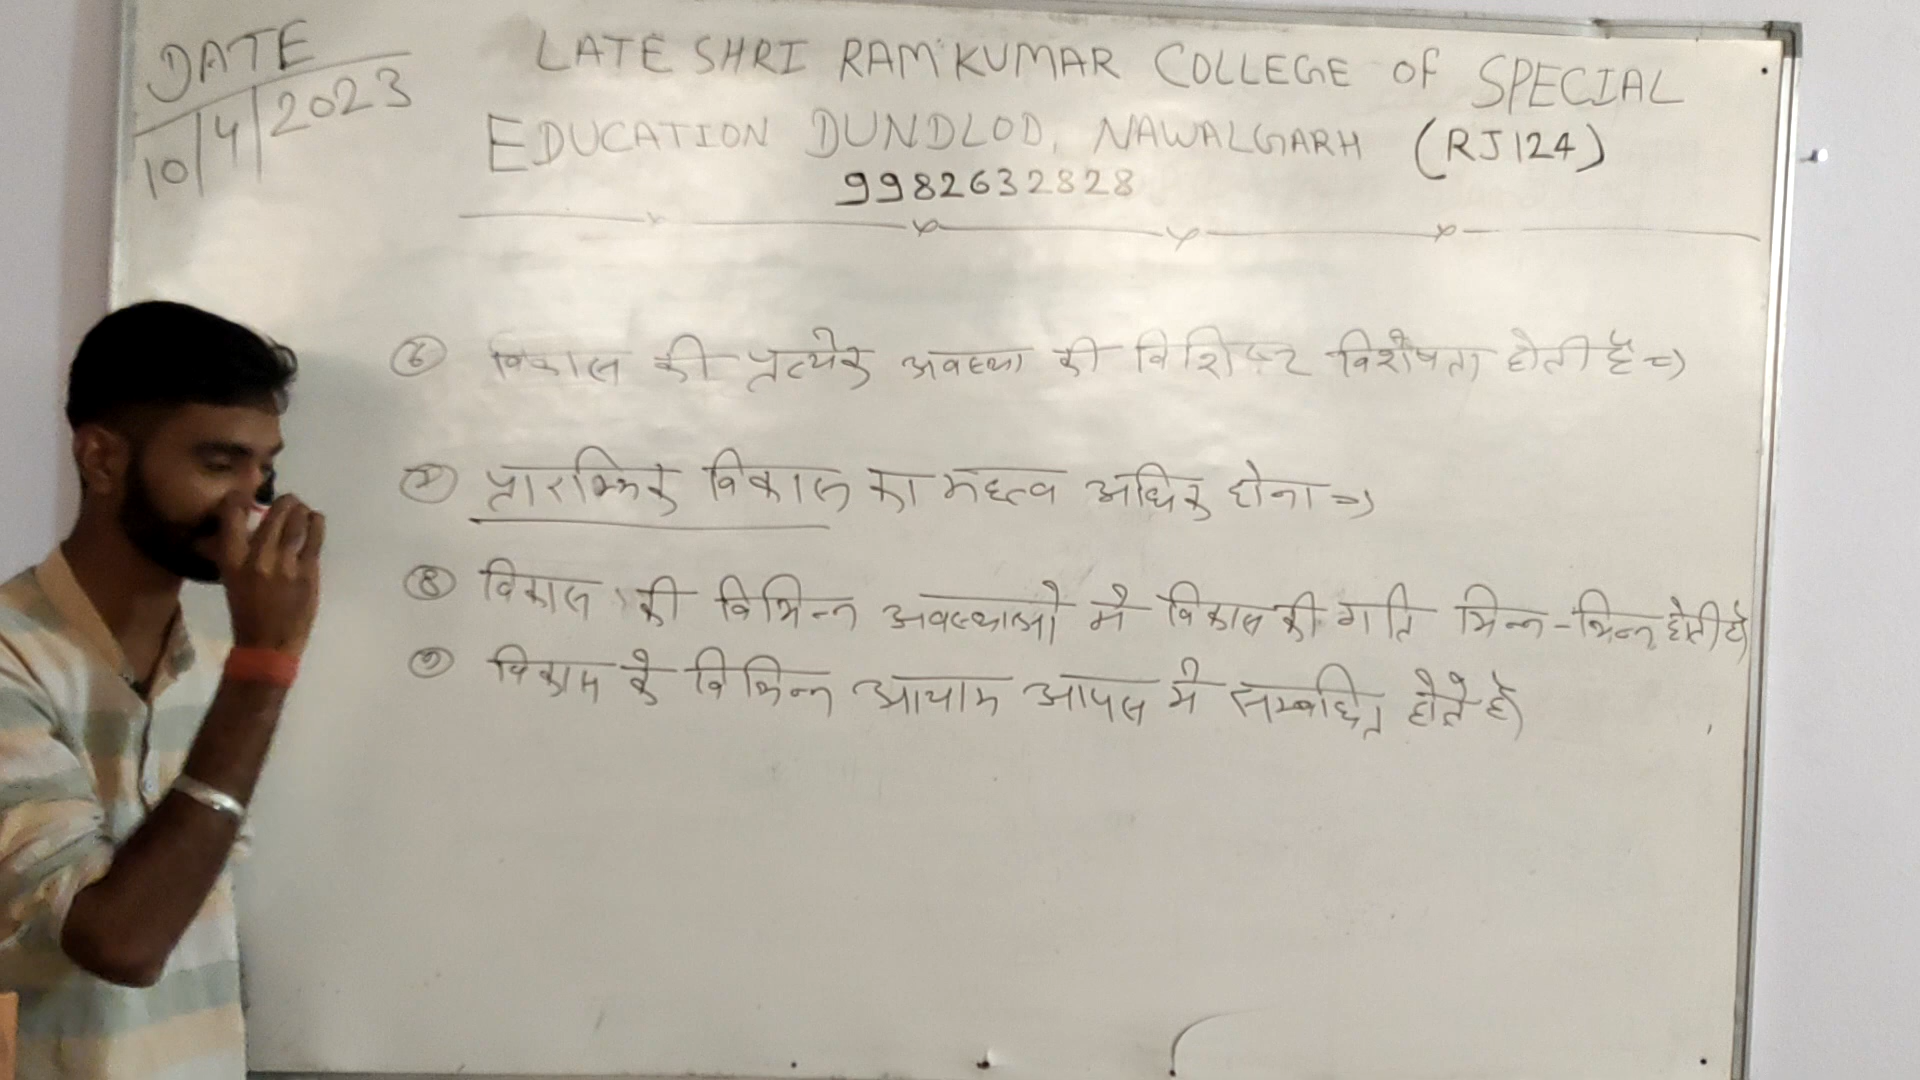 DATE
10/4/2023
LATE SHRI RAMKUMAR COLLEGE OF SPECIAL
EDUCATION DUNDLOD, NAWALGARH (RJ124)
9982632828
⑥ विकास की प्रत्येक अवस्था की विशिष्ट विशेषता होती है =>
⑦ प्रारम्भिक विकास का महत्व अधिक होना =>
⑧ विकास की विभिन्न अवस्थाओ मे विकास की गति भिन्न-भिन्न होती है
⑨ विकास के विभिन्न आयाम आपस मे सम्बंधित होते है